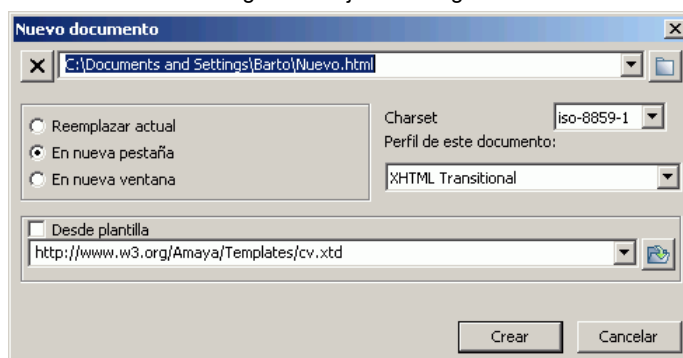 Nuevo documento
C:\Documents and Settings\Barto\Nuevo.html
Reemplazar actual
En nueva pestaña
En nueva ventana
Charset
iso-8859-1
Perfil de este documento:
XHTML Transitional
Desde plantilla
http://www.w3.org/Amaya/Templates/cv.xtd
Crear
Cancelar